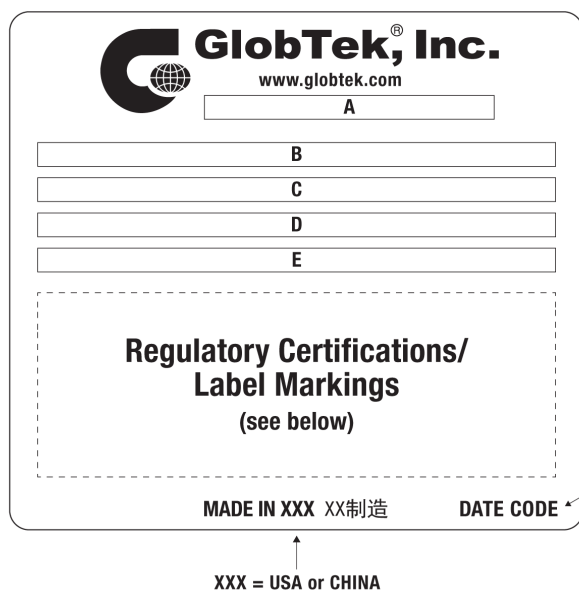 GlobTek,® Inc.
www.globtek.com
A
B
C
D
E
Regulatory Certifications/
Label Markings
(see below)
MADE IN XXX XX制造 DATE CODE
XXX = USA or CHINA